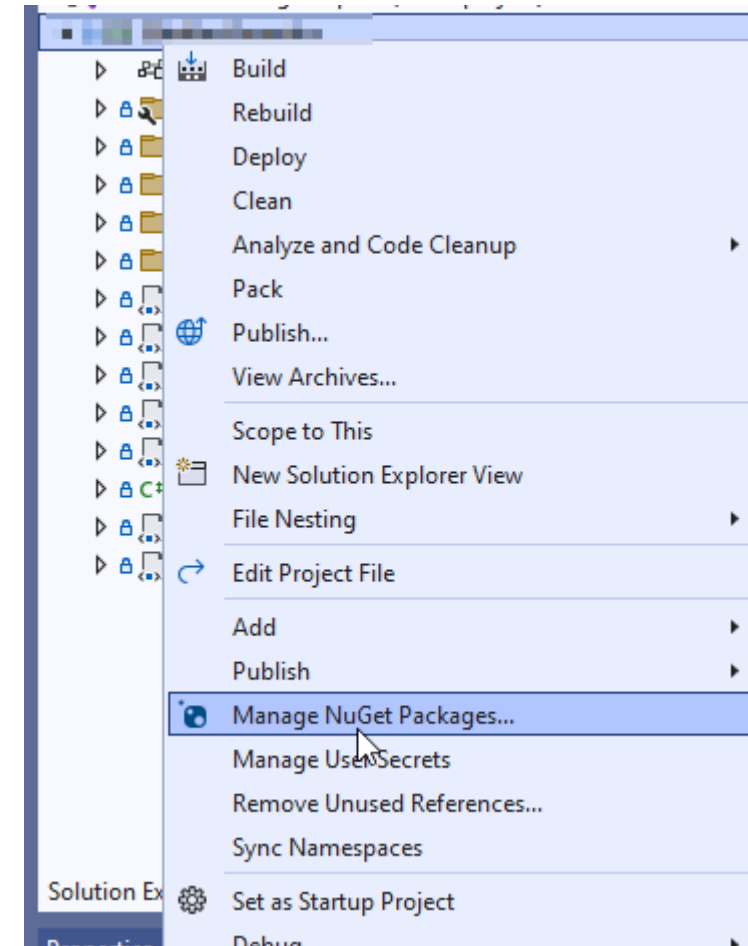 Build
Rebuild
Deploy
Clean
Analyze and Code Cleanup
Pack
Publish...
View Archives...
Scope to This
New Solution Explorer View
File Nesting
Edit Project File
Add
Publish
Manage NuGet Packages...
Manage User Secrets
Remove Unused References...
Sync Namespaces
Solution Ex
Set as Startup Project
Debug